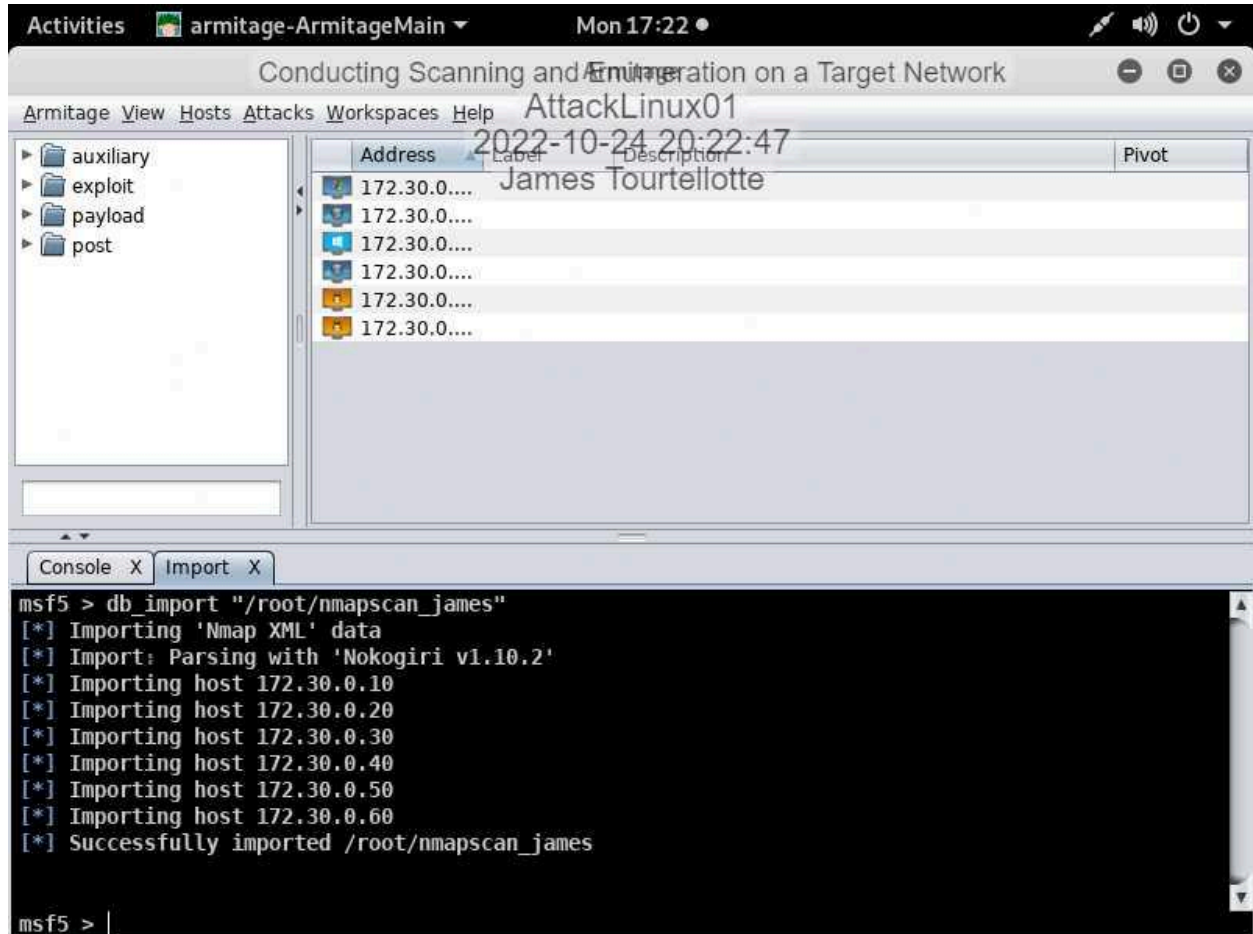 Activities armitage-ArmitageMain Mon 17:22
Conducting Scanning and Enumeration on a Target Network
Armitage
Armitage View Hosts Attacks Workspaces Help
AttackLinux01
2022-10-24 20:22:47
James Tourtellotte
auxiliary
exploit
payload
post
Address Label Description Pivot
172.30.0....
172.30.0....
172.30.0....
172.30.0....
172.30.0....
172.30.0....
Console X Import X
msf5 > db_import "/root/nmapscan_james"
[*] Importing 'Nmap XML' data
[*] Import: Parsing with 'Nokogiri v1.10.2'
[*] Importing host 172.30.0.10
[*] Importing host 172.30.0.20
[*] Importing host 172.30.0.30
[*] Importing host 172.30.0.40
[*] Importing host 172.30.0.50
[*] Importing host 172.30.0.60
[*] Successfully imported /root/nmapscan_james
msf5 >